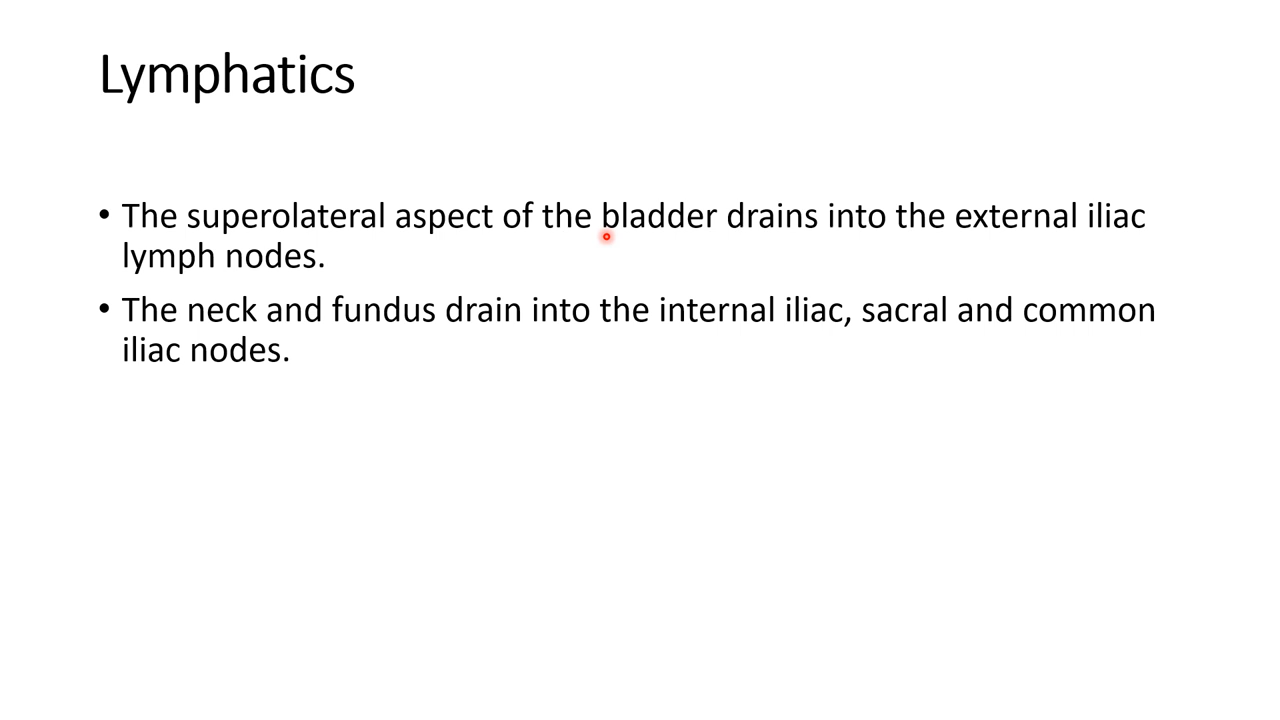 Lymphatics
• The superolateral aspect of the bladder drains into the external iliac
lymph nodes.
• The neck and fundus drain into the internal iliac, sacral and common
iliac nodes.